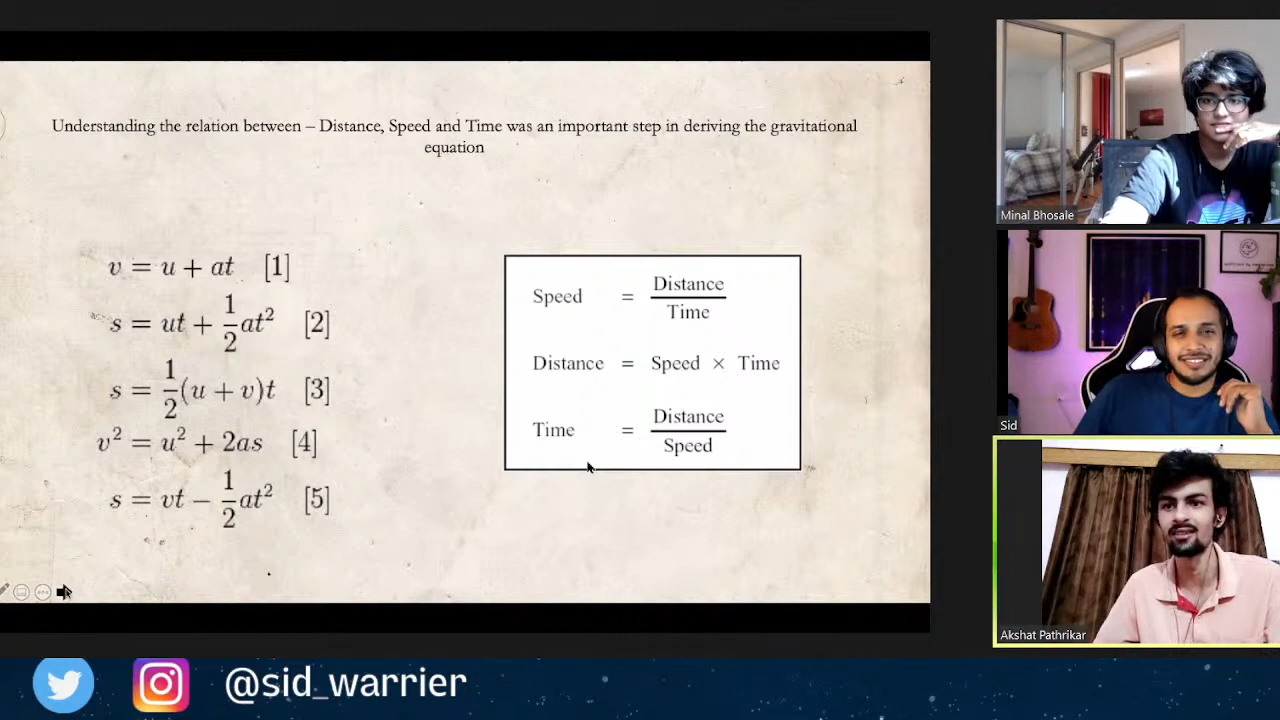 Understanding the relation between – Distance, Speed and Time was an important step in deriving the gravitational
equation
v = u + at [1]
s = ut + 1/2 at² [2]
s = 1/2 (u + v)t [3]
v² = u² + 2as [4]
s = vt − 1/2 at² [5]
Speed = Distance / Time
Distance = Speed × Time
Time = Distance / Speed
Minal Bhosale
Sid
Akshat Pathrikar
@sid_warrier